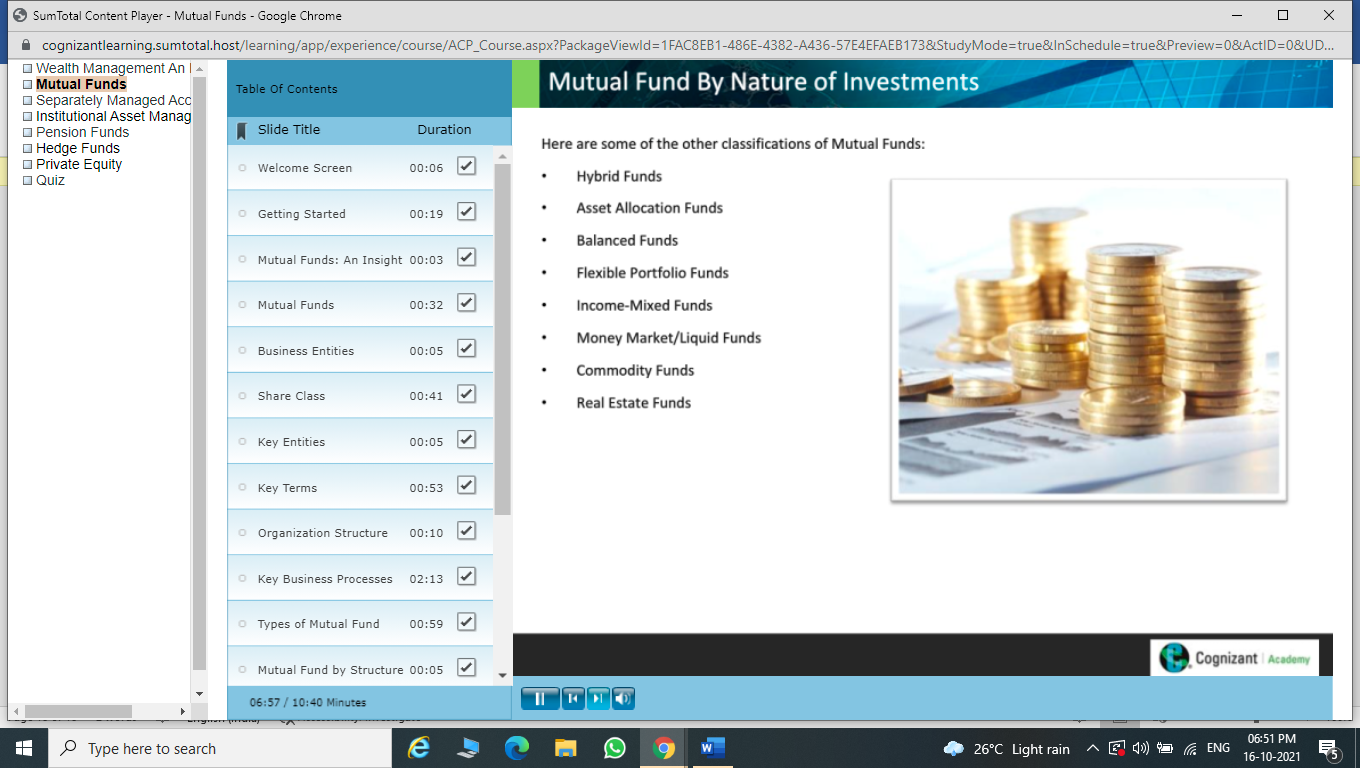 SumTotal Content Player - Mutual Funds - Google Chrome
cognizantlearning.sumtotal.host/learning/app/experience/course/ACP_Course.aspx?PackageViewId=1FAC8EB1-486E-4382-A436-57E4EFAEB173&StudyMode=true&InSchedule=true&Preview=0&ActID=0&UD...
Wealth Management An I
Mutual Funds
Separately Managed Acc
Institutional Asset Manag
Pension Funds
Hedge Funds
Private Equity
Quiz
Table Of Contents
Slide Title Duration
Welcome Screen 00:06
Getting Started 00:19
Mutual Funds: An Insight 00:03
Mutual Funds 00:32
Business Entities 00:05
Share Class 00:41
Key Entities 00:05
Key Terms 00:53
Organization Structure 00:10
Key Business Processes 02:13
Types of Mutual Fund 00:59
Mutual Fund by Structure 00:05
06:57 / 10:40 Minutes
Mutual Fund By Nature of Investments
Here are some of the other classifications of Mutual Funds:
• Hybrid Funds
• Asset Allocation Funds
• Balanced Funds
• Flexible Portfolio Funds
• Income-Mixed Funds
• Money Market/Liquid Funds
• Commodity Funds
• Real Estate Funds
Cognizant | Academy
Type here to search
26°C Light rain
ENG
06:51 PM
16-10-2021
5